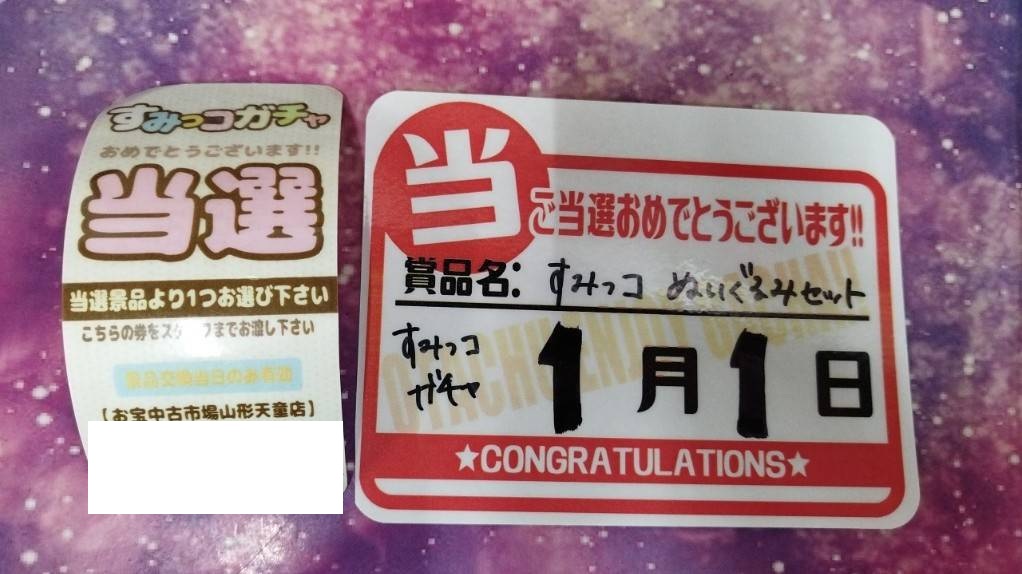 すみっコガチャ
おめでとうございます!!
当選
当選景品より1つお選び下さい
こちらの券をスタッフまでお渡し下さい
景品交換当日のみ有効
【お宝中古市場山形天童店】
当
ご当選おめでとうございます!!
賞品名: すみっコ ぬいぐるみセット
すみっコ
ガチャ
1月1日
★CONGRATULATIONS★